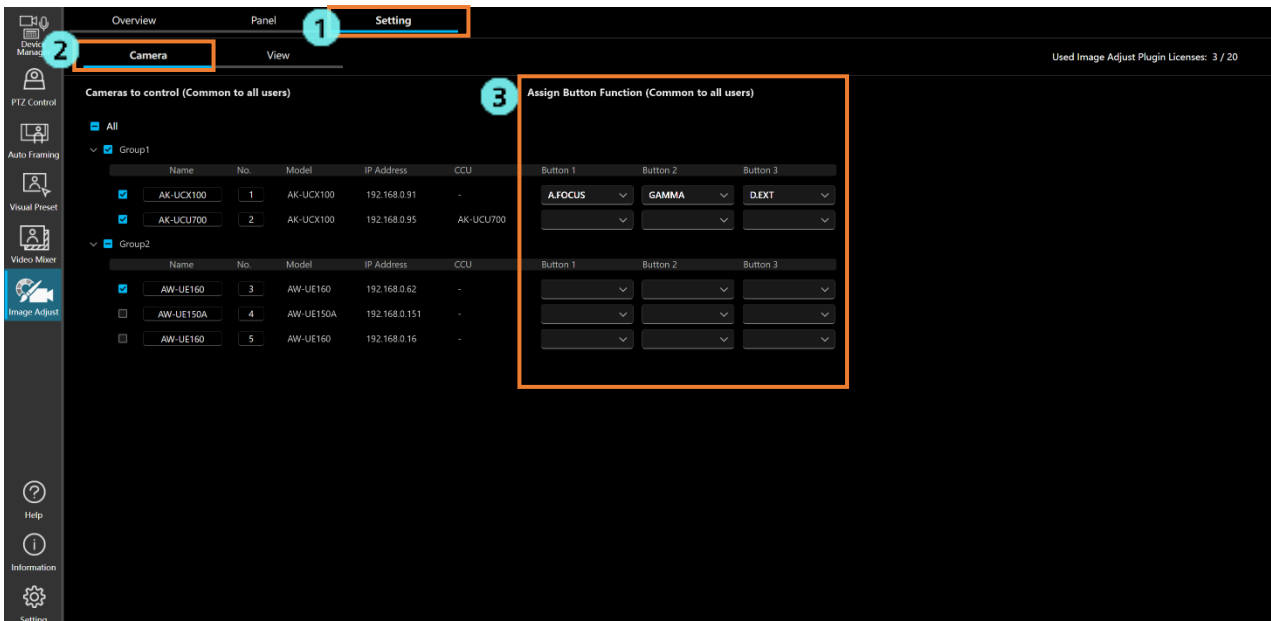 Overview Panel 1 Setting
Device Manag 2 Camera View Used Image Adjust Plugin Licenses: 3 / 20
PTZ Control
Auto Framing
Visual Preset
Video Mixer
Image Adjust
Help
Information
Setting
Cameras to control (Common to all users) 3 Assign Button Function (Common to all users)
All
Group1
Name No. Model IP Address CCU Button 1 Button 2 Button 3
AK-UCX100 1 AK-UCX100 192.168.0.91 - A.FOCUS GAMMA D.EXT
AK-UCU700 2 AK-UCX100 192.168.0.95 AK-UCU700
Group2
Name No. Model IP Address CCU Button 1 Button 2 Button 3
AW-UE160 3 AW-UE160 192.168.0.62 -
AW-UE150A 4 AW-UE150A 192.168.0.151 -
AW-UE160 5 AW-UE160 192.168.0.16 -